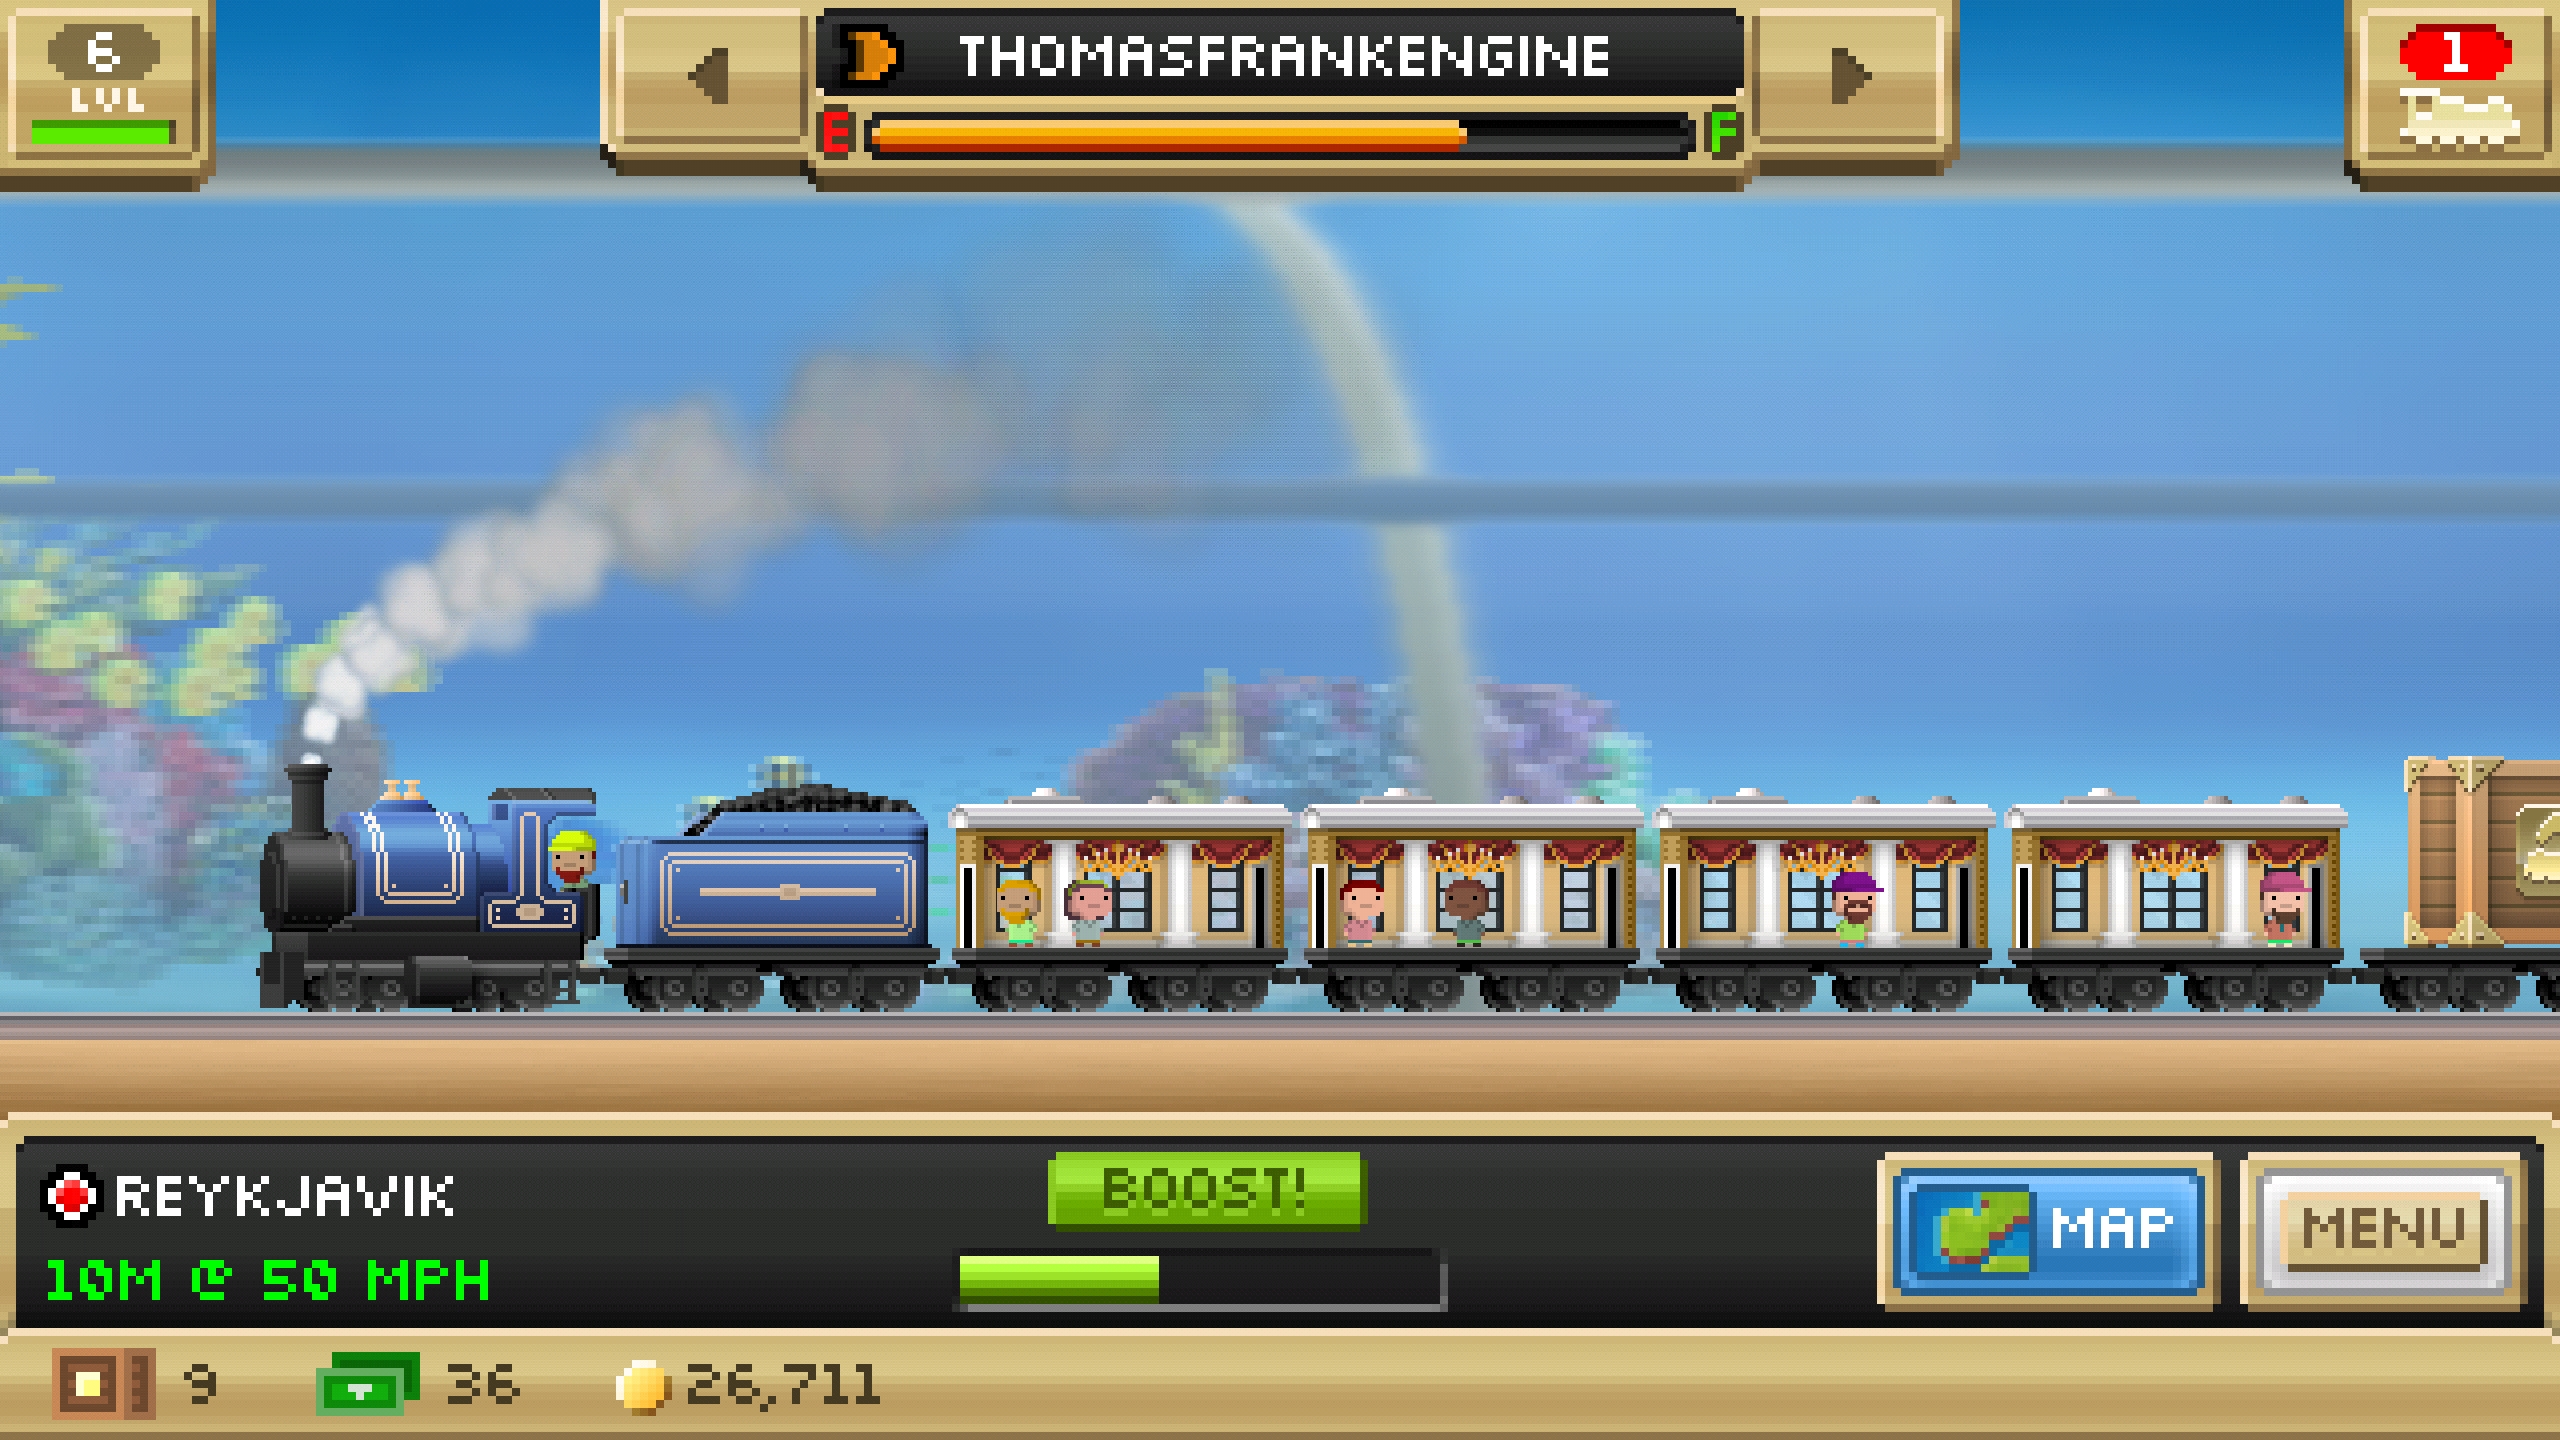 6
LVL
THOMASFRANKENGINE
E
F
1
REYKJAVIK
BOOST!
10M @ 50 MPH
MAP
MENU
9
36
26,711